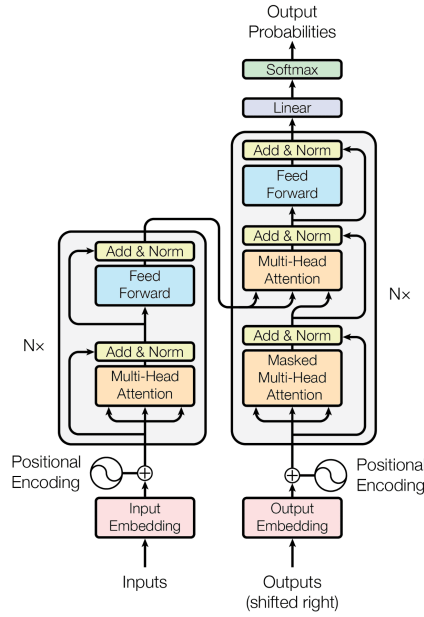 Output
Probabilities
Softmax
Linear
Add & Norm
Feed
Forward
Add & Norm
Multi-Head
Attention
Add & Norm
Masked
Multi-Head
Attention
N×
Add & Norm
Feed
Forward
N×
Add & Norm
Multi-Head
Attention
Positional
Encoding
Positional
Encoding
Input
Embedding
Output
Embedding
Inputs
Outputs
(shifted right)